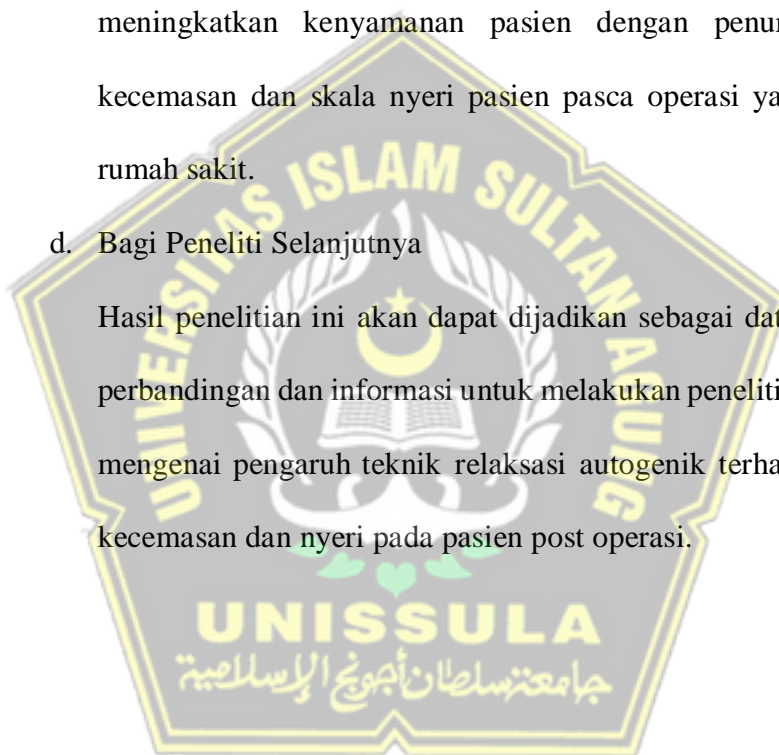 meningkatkan kenyamanan pasien dengan penur
kecemasan dan skala nyeri pasien pasca operasi ya
rumah sakit.
d. Bagi Peneliti Selanjutnya
Hasil penelitian ini akan dapat dijadikan sebagai dat
perbandingan dan informasi untuk melakukan peneliti
mengenai pengaruh teknik relaksasi autogenik terha
kecemasan dan nyeri pada pasien post operasi.
UNIVERSITAS ISLAM SULTAN AGUNG
UNISSULA
جامعة سلطان أجونج الإسلامية